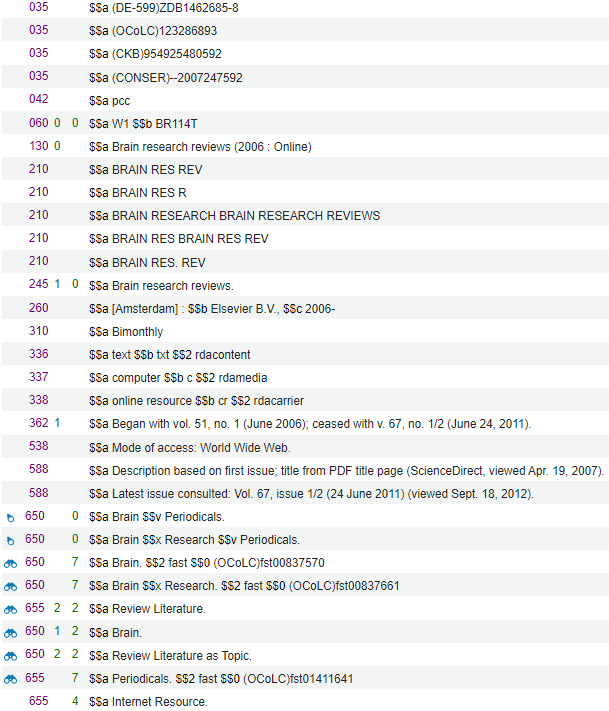 035 $$a (DE-599)ZDB1462685-8
035 $$a (OCoLC)123286893
035 $$a (CKB)954925480592
035 $$a (CONSER)--2007247592
042 $$a pcc
060 0 0 $$a W1 $$b BR114T
130 0 $$a Brain research reviews (2006 : Online)
210 $$a BRAIN RES REV
210 $$a BRAIN RES R
210 $$a BRAIN RESEARCH BRAIN RESEARCH REVIEWS
210 $$a BRAIN RES BRAIN RES REV
210 $$a BRAIN RES. REV
245 1 0 $$a Brain research reviews.
260 $$a [Amsterdam] : $$b Elsevier B.V., $$c 2006-
310 $$a Bimonthly
336 $$a text $$b txt $$2 rdacontent
337 $$a computer $$b c $$2 rdamedia
338 $$a online resource $$b cr $$2 rdacarrier
362 1 $$a Began with vol. 51, no. 1 (June 2006); ceased with v. 67, no. 1/2 (June 24, 2011).
538 $$a Mode of access: World Wide Web.
588 $$a Description based on first issue; title from PDF title page (ScienceDirect, viewed Apr. 19, 2007).
588 $$a Latest issue consulted: Vol. 67, issue 1/2 (24 June 2011) (viewed Sept. 18, 2012).
650 0 $$a Brain $$v Periodicals.
650 0 $$a Brain $$x Research $$v Periodicals.
650 7 $$a Brain. $$2 fast $$0 (OCoLC)fst00837570
650 7 $$a Brain $$x Research. $$2 fast $$0 (OCoLC)fst00837661
655 2 2 $$a Review Literature.
650 1 2 $$a Brain.
650 2 2 $$a Review Literature as Topic.
655 7 $$a Periodicals. $$2 fast $$0 (OCoLC)fst01411641
655 4 $$a Internet Resource.